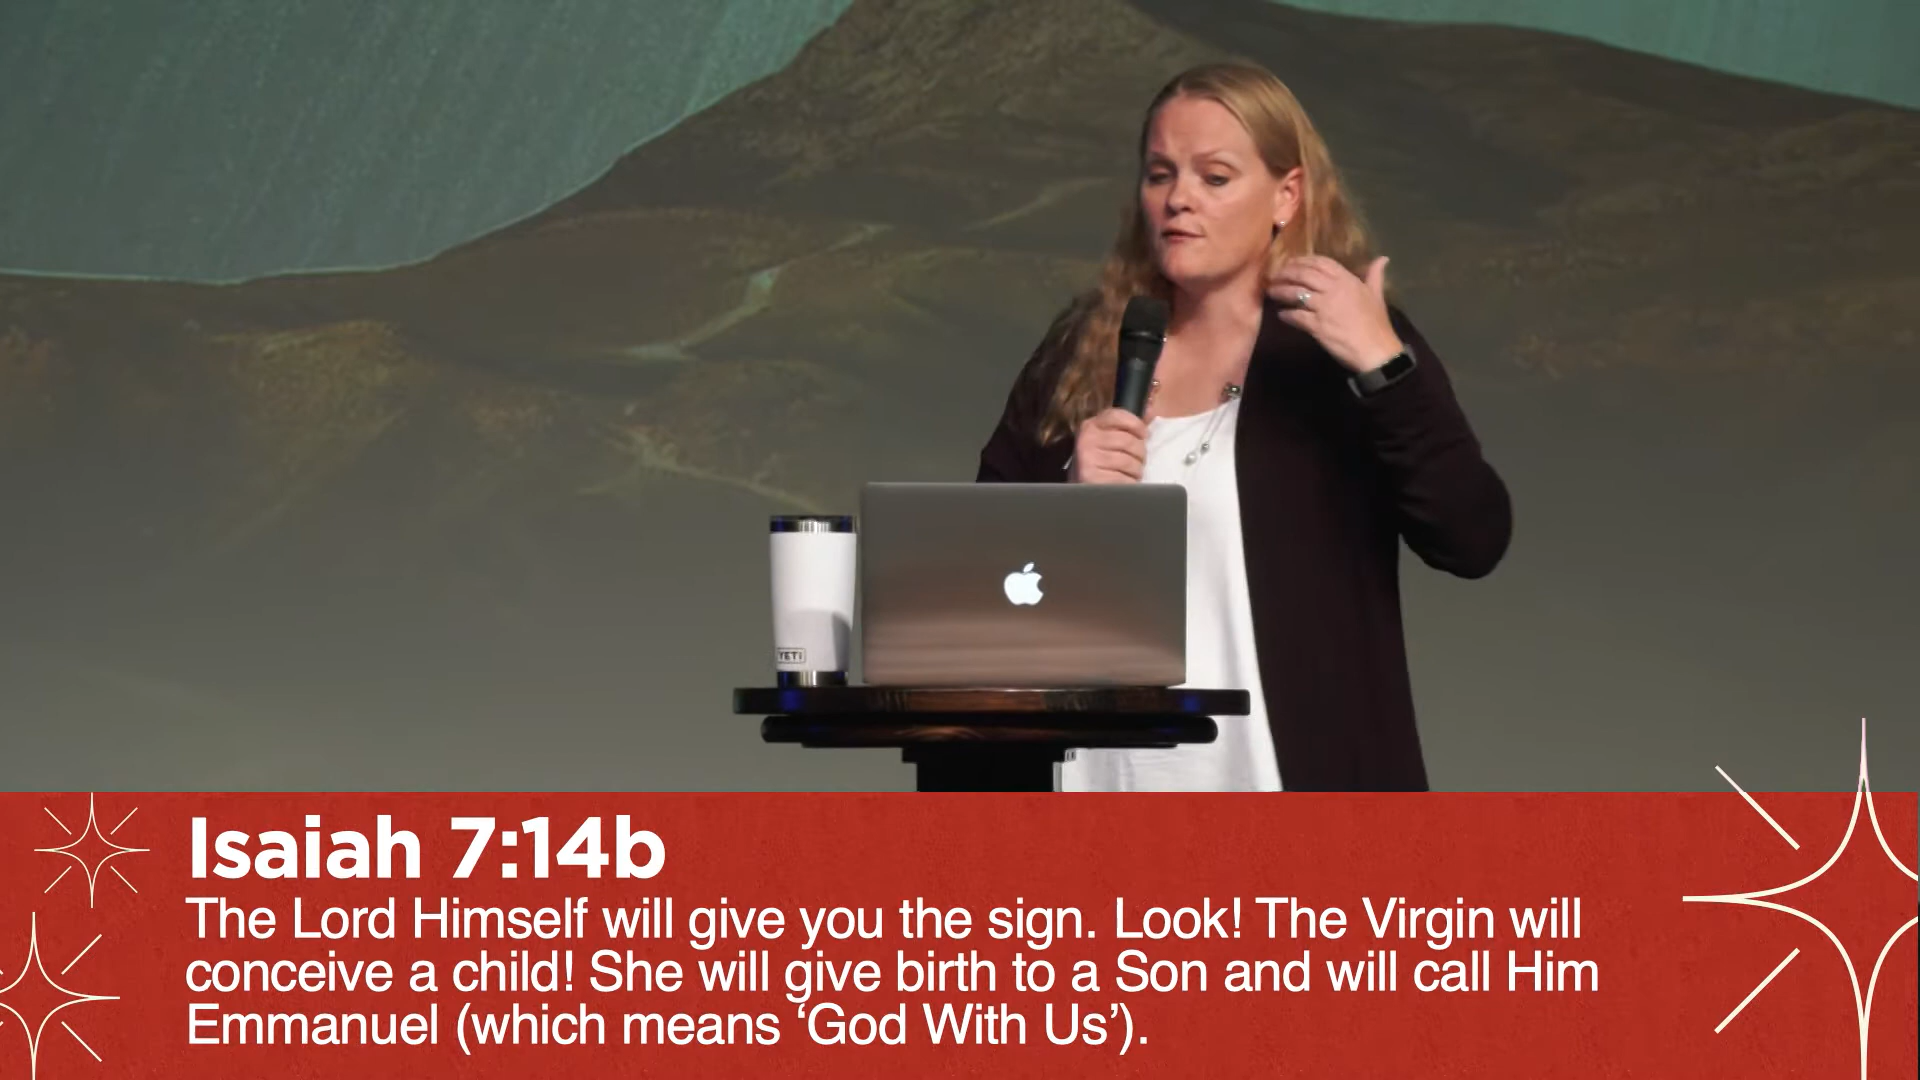 YETI
Isaiah 7:14b
The Lord Himself will give you the sign. Look! The Virgin will
conceive a child! She will give birth to a Son and will call Him
Emmanuel (which means ‘God With Us’).